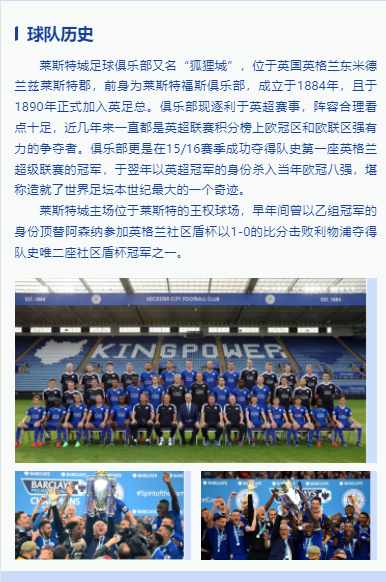 球队历史
莱斯特城足球俱乐部又名“狐狸城”，位于英国英格兰东米德
兰兹莱斯特郡，前身为莱斯特福斯俱乐部，成立于1884年，且于
1890年正式加入英足总。俱乐部现逐利于英超赛事，阵容合理看
点十足，近几年来一直都是英超联赛积分榜上欧冠区和欧联区强有
力的争夺者。俱乐部更是在15/16赛季成功夺得队史第一座英格兰
超级联赛的冠军，于翌年以英超冠军的身份杀入当年欧冠八强，堪
称造就了世界足坛本世纪最大的一个奇迹。
莱斯特城主场位于莱斯特的王权球场，早年间曾以乙组冠军的
身份顶替阿森纳参加英格兰社区盾杯以1-0的比分击败利物浦夺得
队史唯二座社区盾杯冠军之一。
EST. 1884
LEICESTER CITY FOOTBALL CLUB
EST. 1884
KINGPOWER
BARCLAYS
BARCLAYS
PREMIER LEAGUE
CHAMPIONS
BARCLAYS